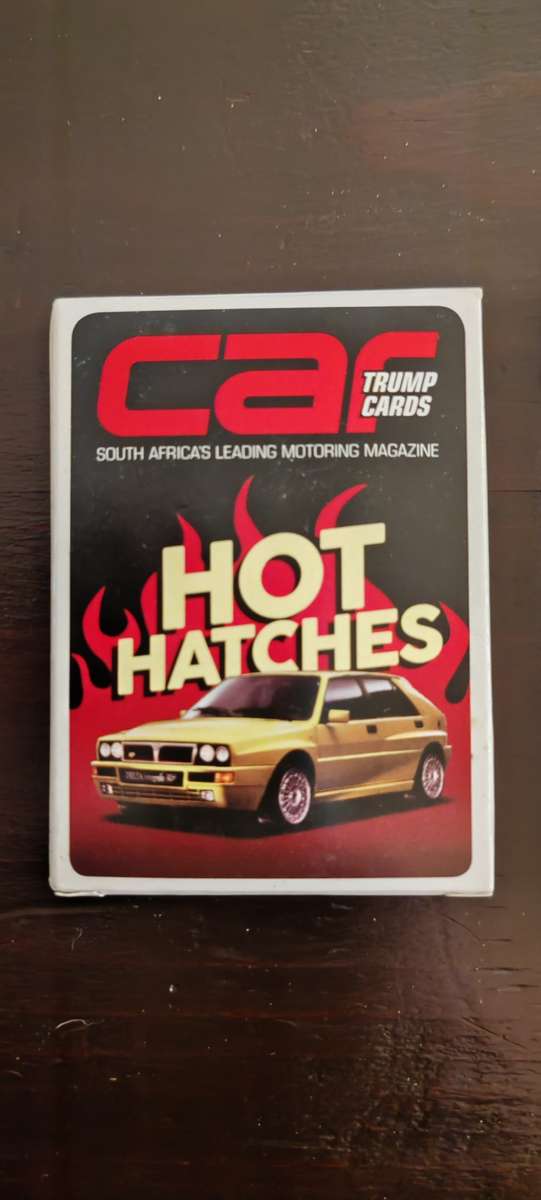 car
TRUMP
CARDS
SOUTH AFRICA'S LEADING MOTORING MAGAZINE
HOT
HATCHES